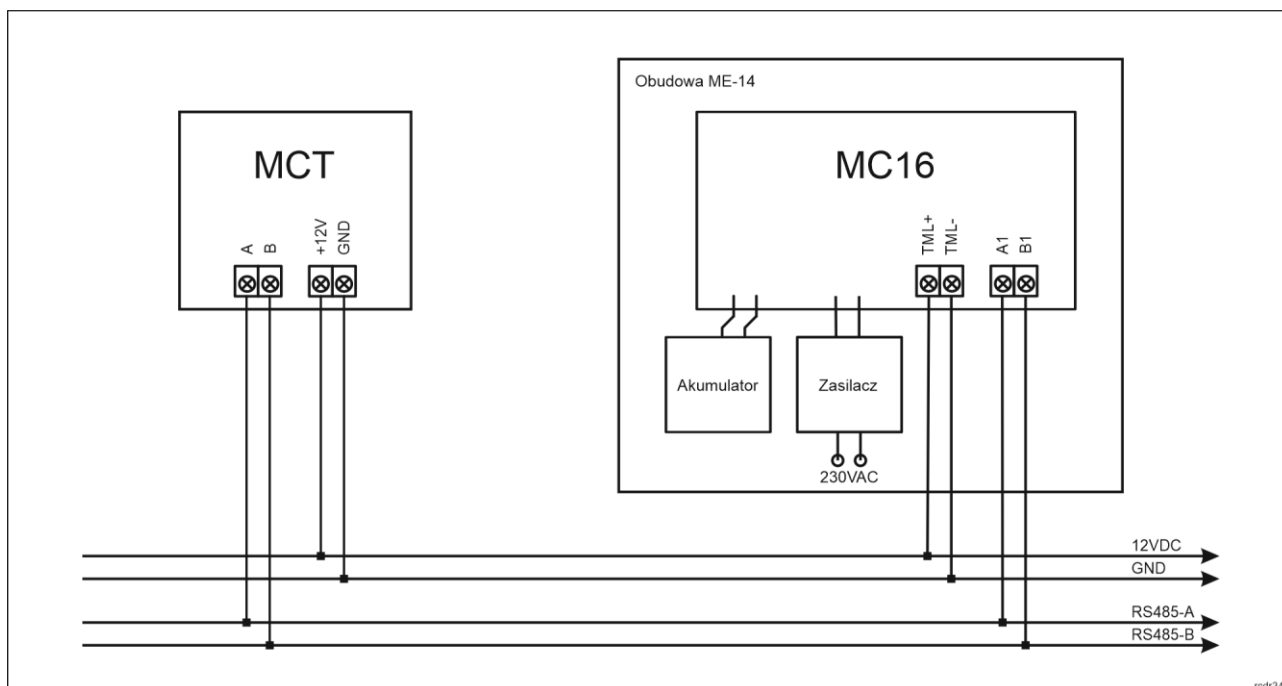 Obudowa ME-14
MCT
MC16
A
B
+12V
GND
TML+
TML-
A1
B1
Akumulator
Zasilacz
230VAC
12VDC
GND
RS485-A
RS485-B